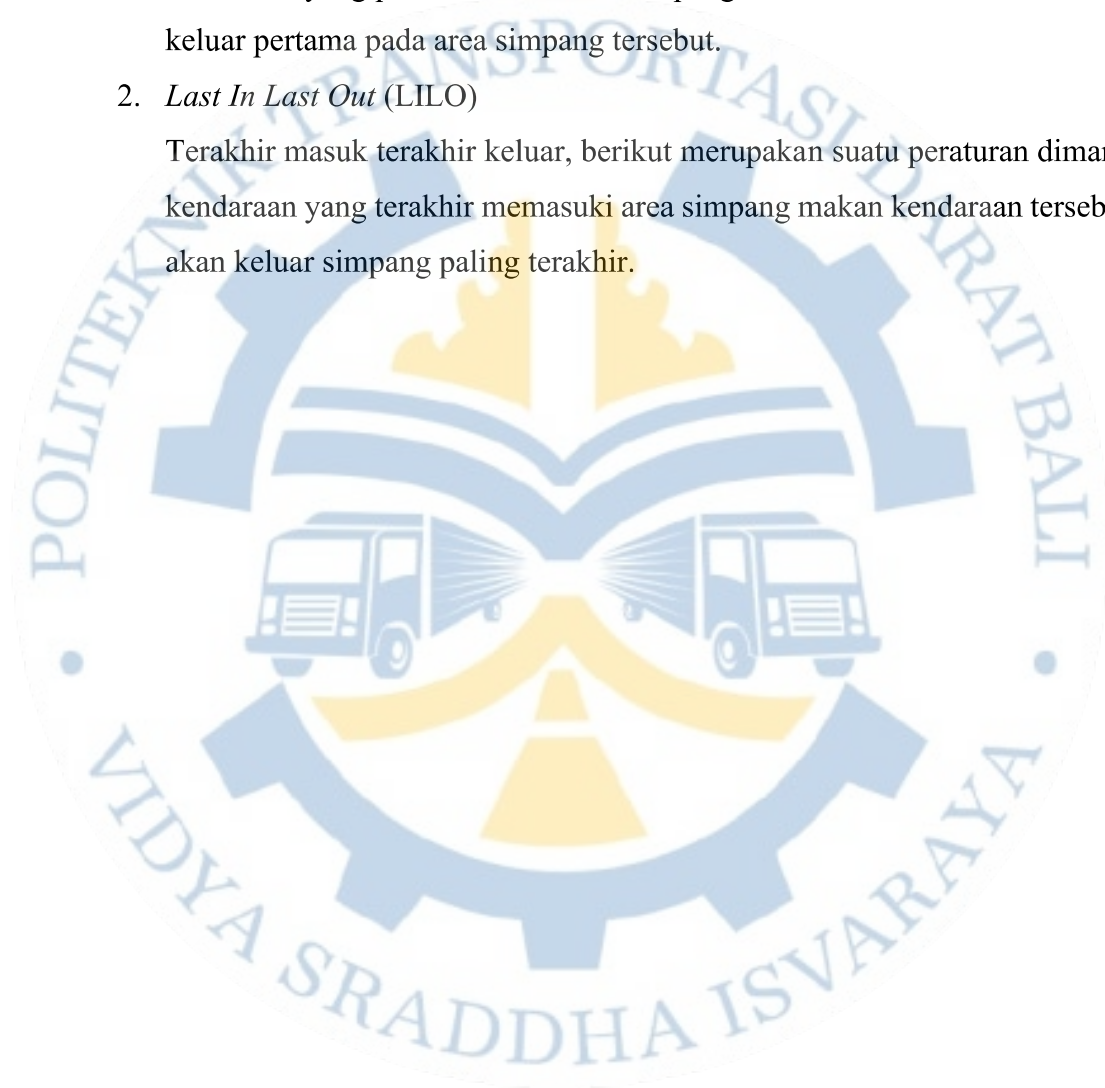 keluar pertama pada area simpang tersebut.
2. Last In Last Out (LILO)
Terakhir masuk terakhir keluar, berikut merupakan suatu peraturan
kendaraan yang terakhir memasuki area simpang makan kendaraan
akan keluar simpang paling terakhir.
POLITEKNIK TRANSPORTASI DARAT BALI
VIDYA SRADDHA ISVARAYA